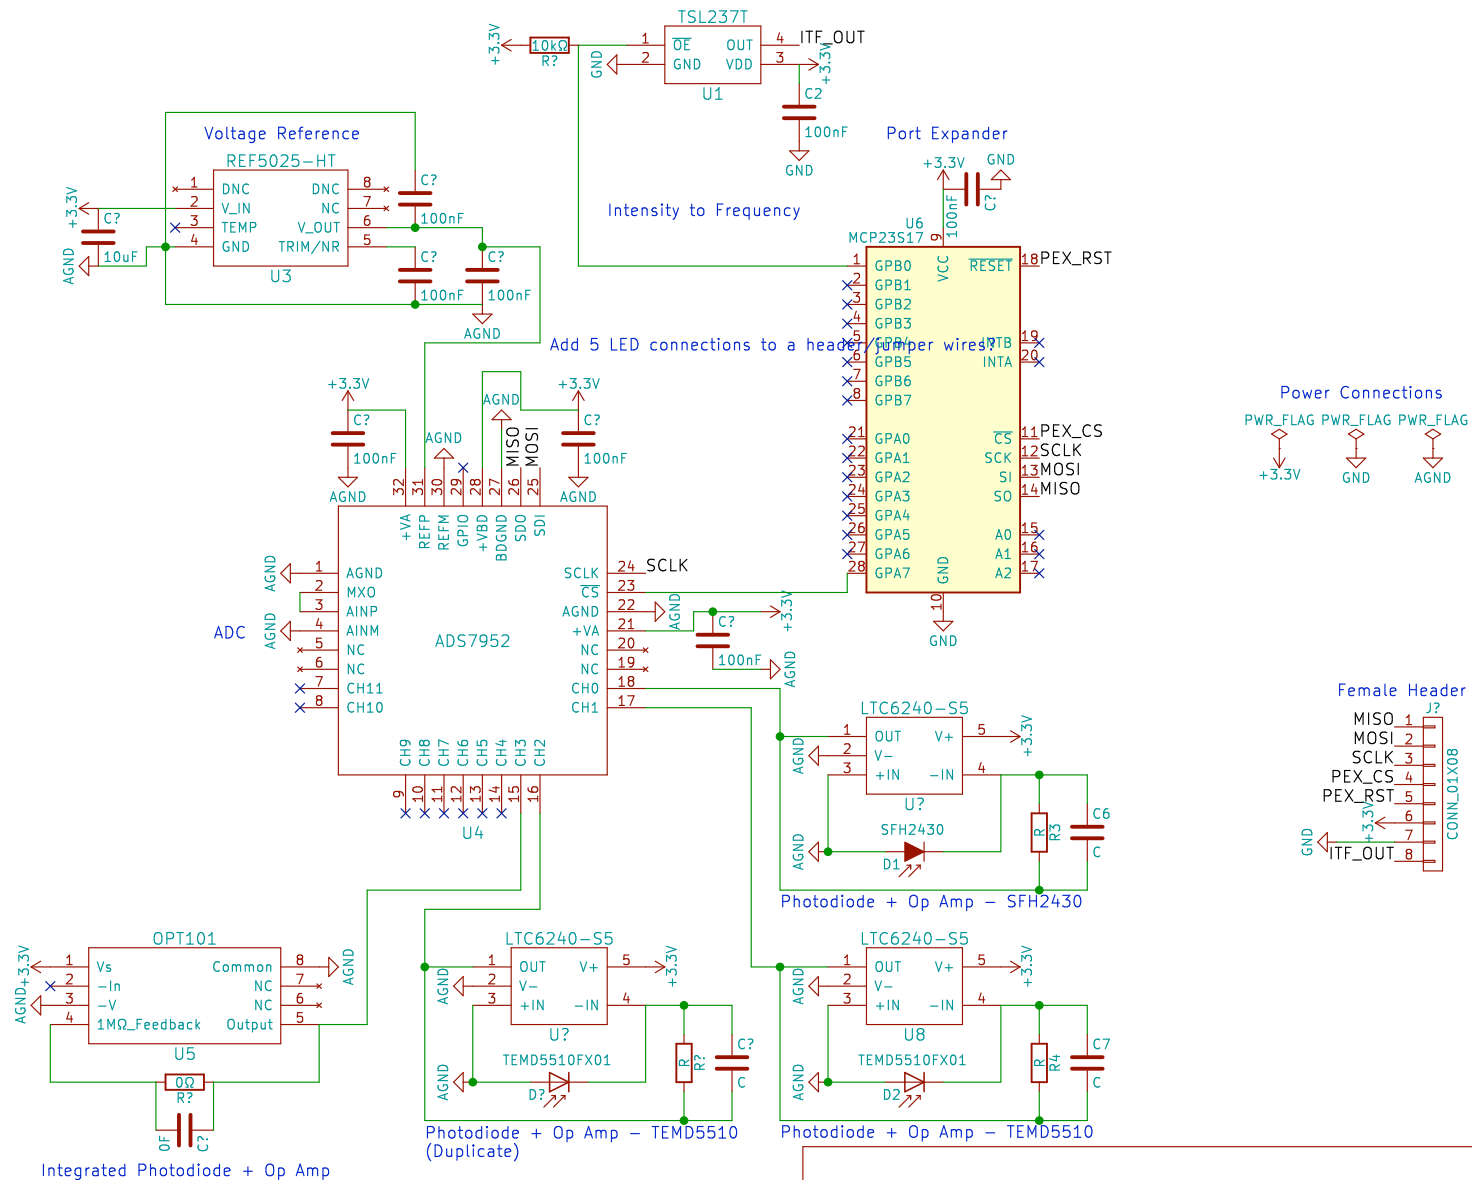 TSL237T
+3.3V
10kΩ
R?
GND
1 OE OUT 4 ITF_OUT
2 GND VDD 3 +3.3V
U1
C2
100nF
GND
Voltage Reference
REF5025-HT
1 DNC DNC 8
2 V_IN NC 7
3 TEMP V_OUT 6
4 GND TRIM/NR 5
U3
+3.3V
C?
10uF
AGND
C?
100nF
C?
100nF
C?
100nF
AGND
Intensity to Frequency
Port Expander
+3.3V
GND
100nF
C?
U6
MCP23S17
9
VCC
1 GPB0 RESET 18 PEX_RST
2 GPB1
3 GPB2
4 GPB3
5 GPB4 INTB 19
6 GPB5 INTA 20
7 GPB6
8 GPB7
21 GPA0 CS 11 PEX_CS
22 GPA1 SCK 12 SCLK
23 GPA2 SI 13 MOSI
24 GPA3 SO 14 MISO
25 GPA4
26 GPA5 A0 15
27 GPA6 A1 16
28 GPA7 A2 17
GND
10
GND
Add 5 LED connections to a header/jumper wires?
Power Connections
PWR_FLAG PWR_FLAG PWR_FLAG
+3.3V GND AGND
+3.3V
C?
100nF
AGND
AGND
AGND
MISO
MOSI
+3.3V
C?
100nF
AGND
32 31 30 29 28 27 26 25
+VA REFP REFM GPIO +VBD BDGND SDO SDI
ADC
ADS7952
AGND
1 AGND SCLK 24 SCLK
2 MXO CS 23
3 AINP AGND 22 AGND
AGND
4 AINM +VA 21
5 NC NC 20
6 NC NC 19
7 CH11 CH0 18
8 CH10 CH1 17
CH9 CH8 CH7 CH6 CH5 CH4 CH3 CH2
9 10 11 12 13 14 15 16
U4
+3.3V
C?
100nF
AGND
Female Header
J?
MISO 1
MOSI 2
SCLK 3
PEX_CS 4
PEX_RST 5
+3.3V 6
GND 7
ITF_OUT 8
CONN_01X08
LTC6240-S5
1 OUT V+ 5 +3.3V
AGND 2 V-
3 +IN -IN 4
U?
SFH2430
AGND
D1
R
R3
C6
C
Photodiode + Op Amp - SFH2430
OPT101
+3.3V 1 Vs Common 8 AGND
2 -In NC 7
AGND 3 -V NC 6
4 1MΩ_Feedback Output 5
U5
0Ω
R?
0F
C?
Integrated Photodiode + Op Amp
LTC6240-S5
1 OUT V+ 5 +3.3V
AGND 2 V-
3 +IN -IN 4
U?
TEMD5510FX01
AGND
D?
R
R?
C?
C
Photodiode + Op Amp - TEMD5510
(Duplicate)
LTC6240-S5
1 OUT V+ 5 +3.3V
AGND 2 V-
3 +IN -IN 4
U8
TEMD5510FX01
AGND
D2
R
R4
C7
C
Photodiode + Op Amp - TEMD5510